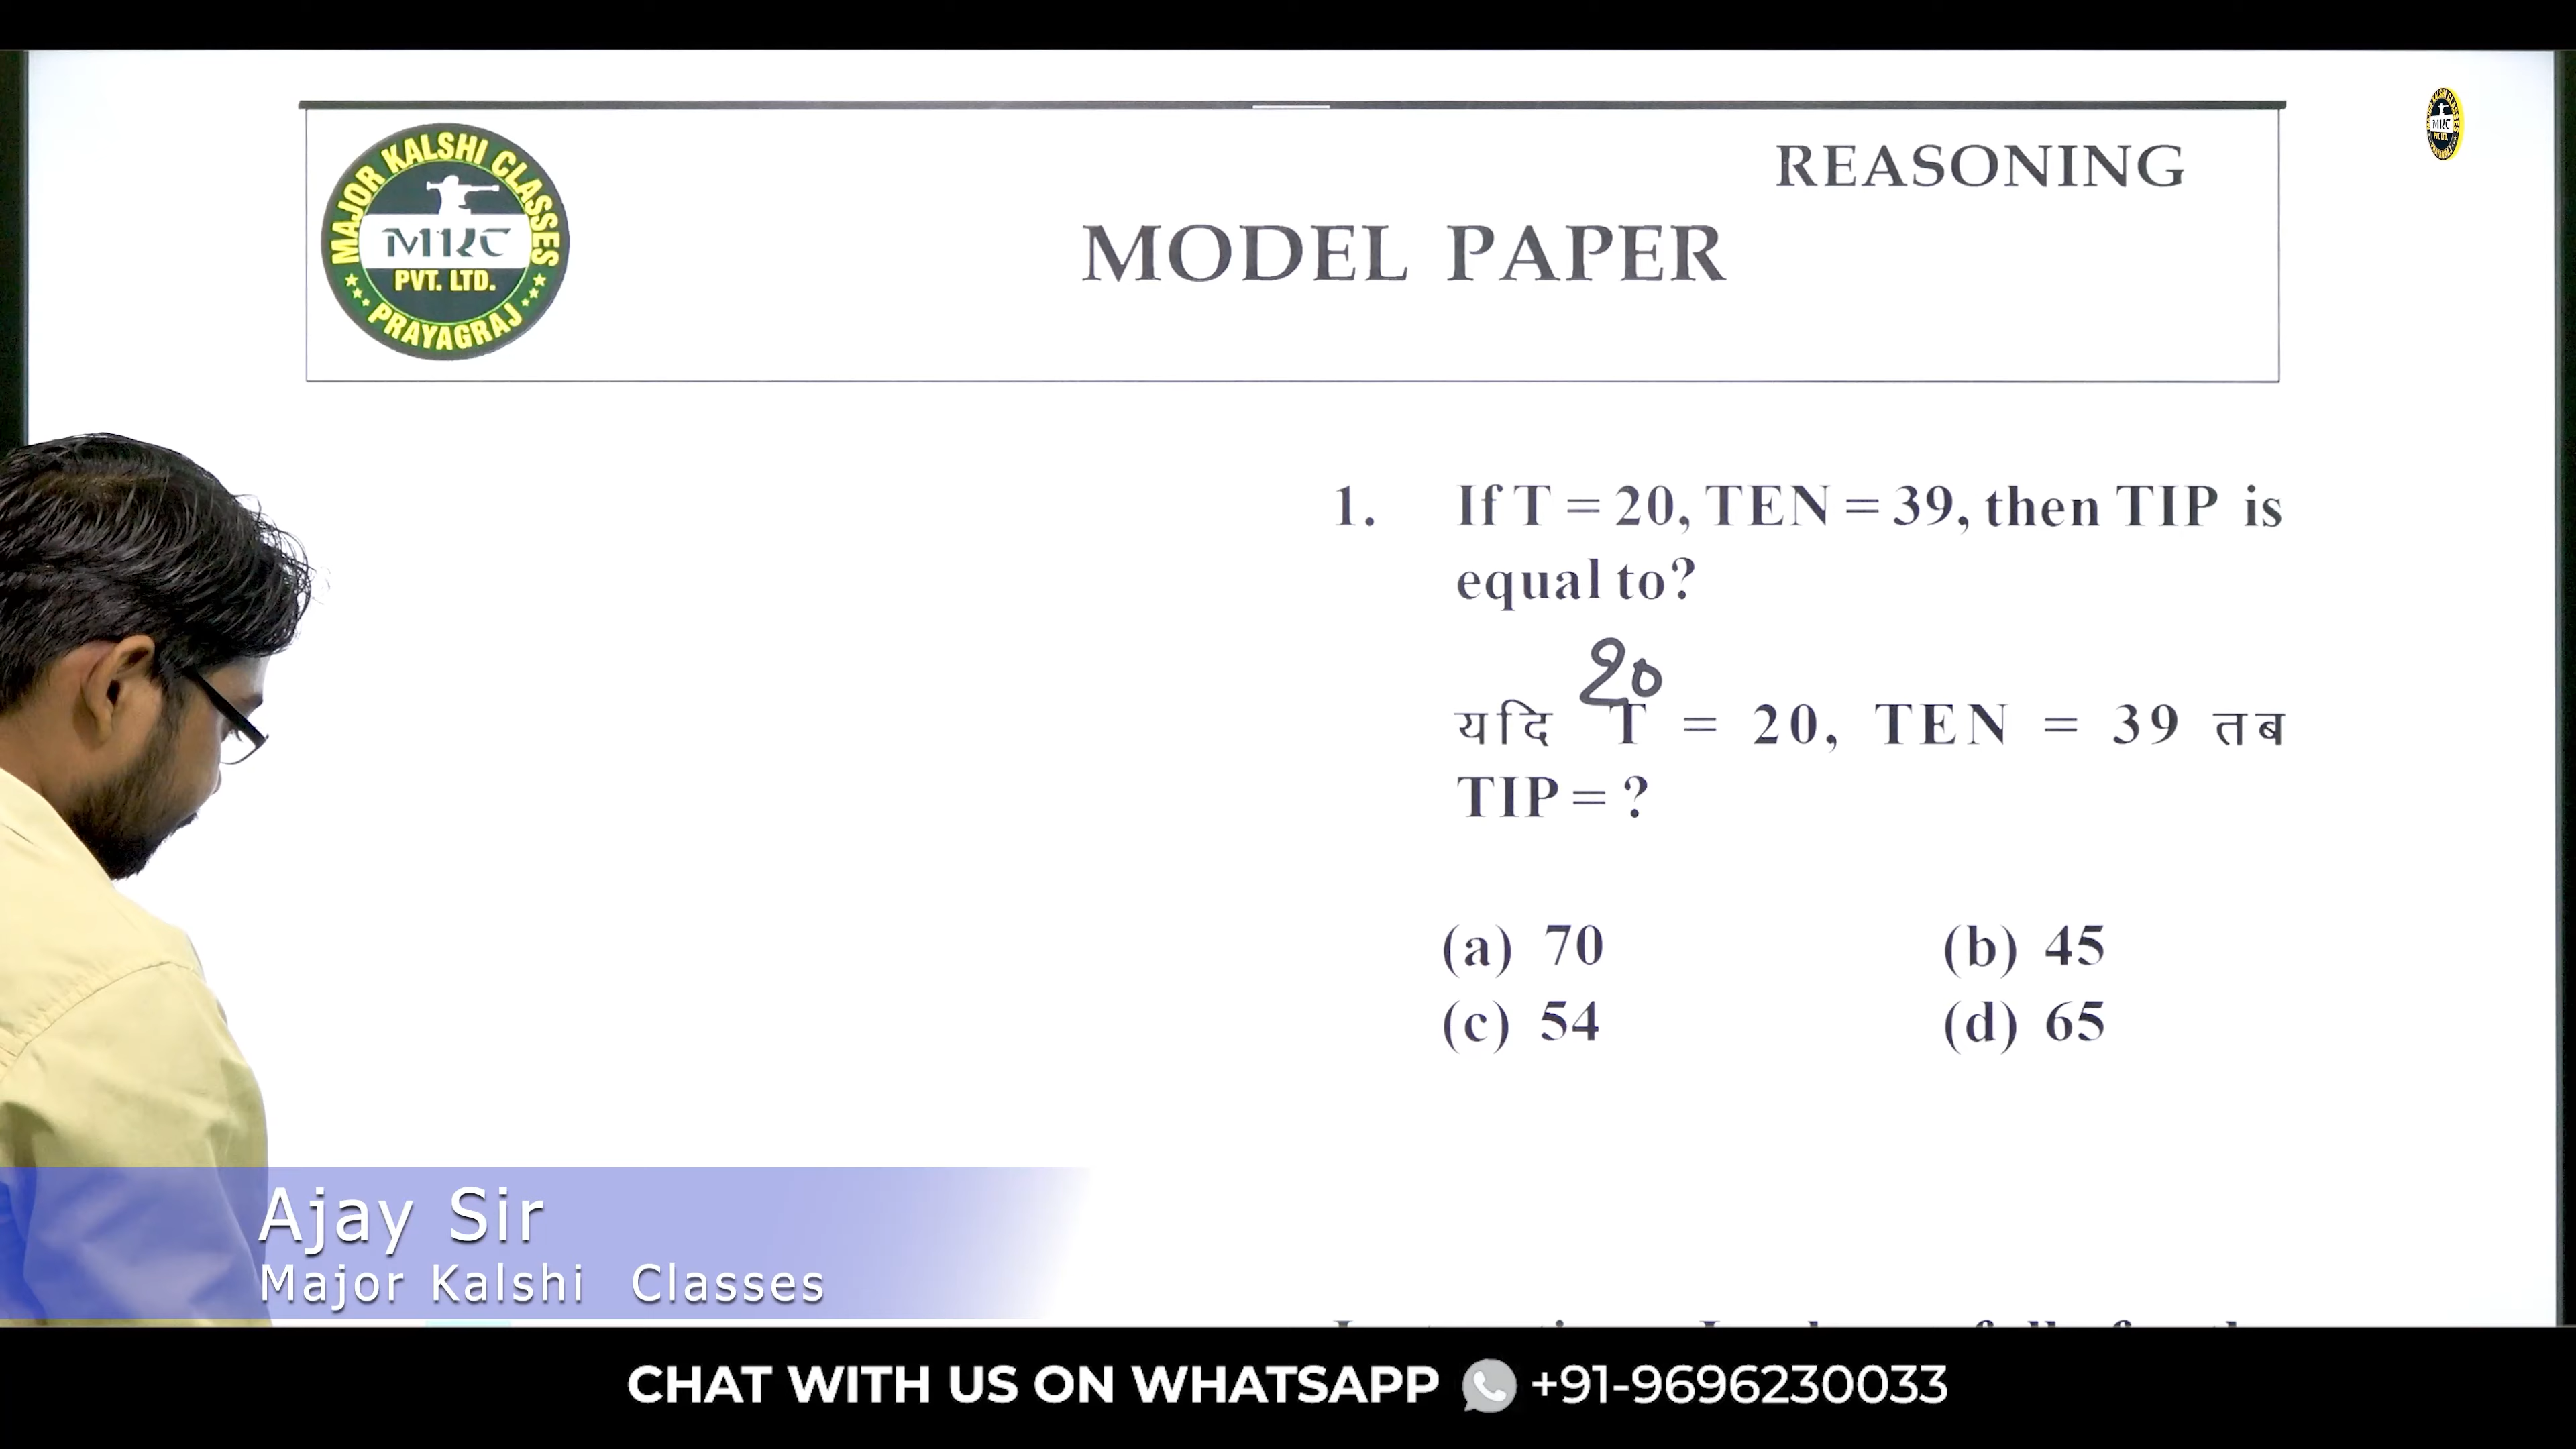 MAJOR KALSHI CLASSES
MKC
PVT. LTD.
PRAYAGRAJ
REASONING
MODEL PAPER
1. If T = 20, TEN = 39, then TIP is
equal to?
20
यदि T = 20, TEN = 39 तब
TIP = ?
(a) 70 (b) 45
(c) 54 (d) 65
Ajay Sir
Major Kalshi Classes
CHAT WITH US ON WHATSAPP +91-9696230033